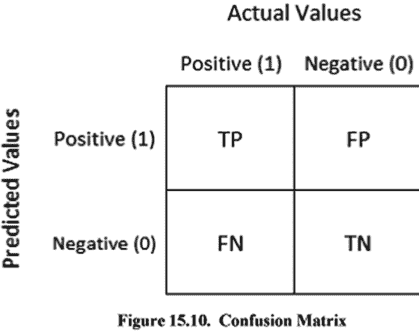 Actual Values
Positive (1) Negative (0)
Predicted Values
Positive (1) TP FP
Negative (0) FN TN
Figure 15.10. Confusion Matrix